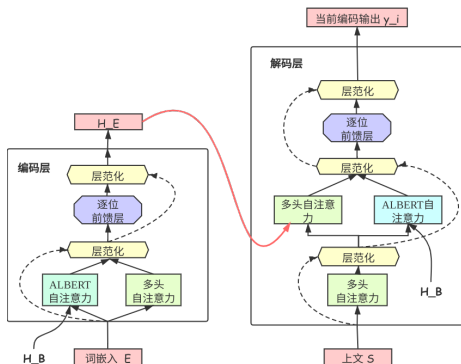 当前编码输出 y_i
解码层
层范化
逐位
前馈层
层范化
多头自注意
力
ALBERT自
注意力
层范化
H_B
多头
自注意力
上文 S
H_E
编码层
层范化
逐位
前馈层
层范化
ALBERT
自注意力
多头
自注意力
H_B
词嵌入 E